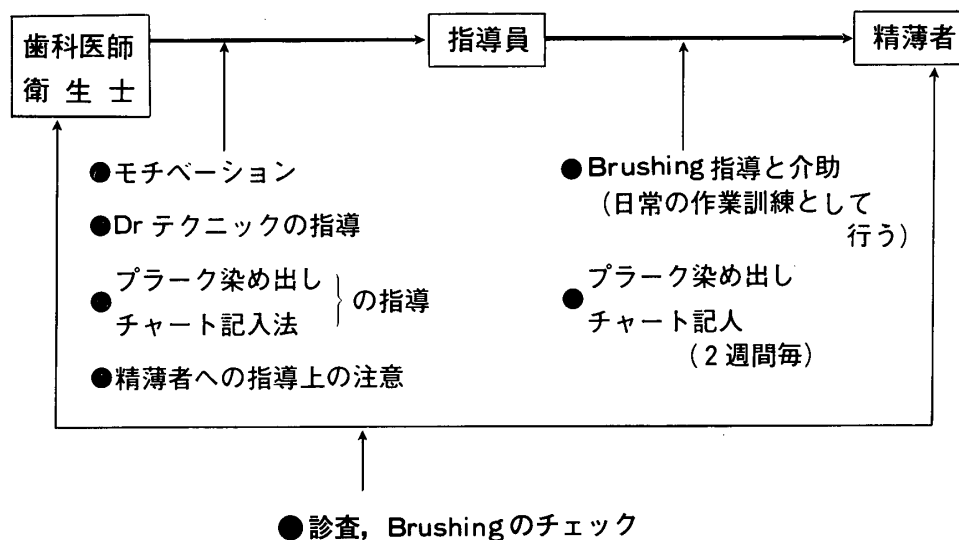 歯科医師
衛生士
指導員
精薄者
●モチベーション
●Dr テクニックの指導
●プラーク染め出し
チャート記入法 } の指導
●精薄者への指導上の注意
●Brushing 指導と介助
(日常の作業訓練として
行う)
●プラーク染め出し
チャート記人
(2週間毎)
●診査, Brushingのチェック